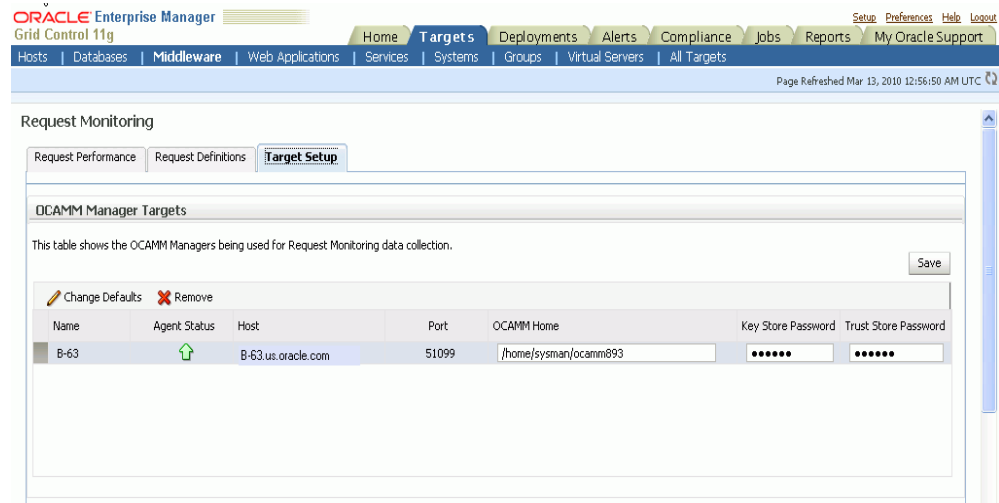 ORACLE Enterprise Manager
Grid Control 11g
Setup Preferences Help Logout
Home Targets Deployments Alerts Compliance Jobs Reports My Oracle Support
Hosts | Databases | Middleware | Web Applications | Services | Systems | Groups | Virtual Servers | All Targets
Page Refreshed Mar 13, 2010 12:56:50 AM UTC
Request Monitoring
Request Performance Request Definitions Target Setup
OCAMM Manager Targets
This table shows the OCAMM Managers being used for Request Monitoring data collection.
Save
Change Defaults Remove
Name Agent Status Host Port OCAMM Home Key Store Password Trust Store Password
B-63 B-63.us.oracle.com 51099 /home/sysman/ocamm893 •••••• ••••••